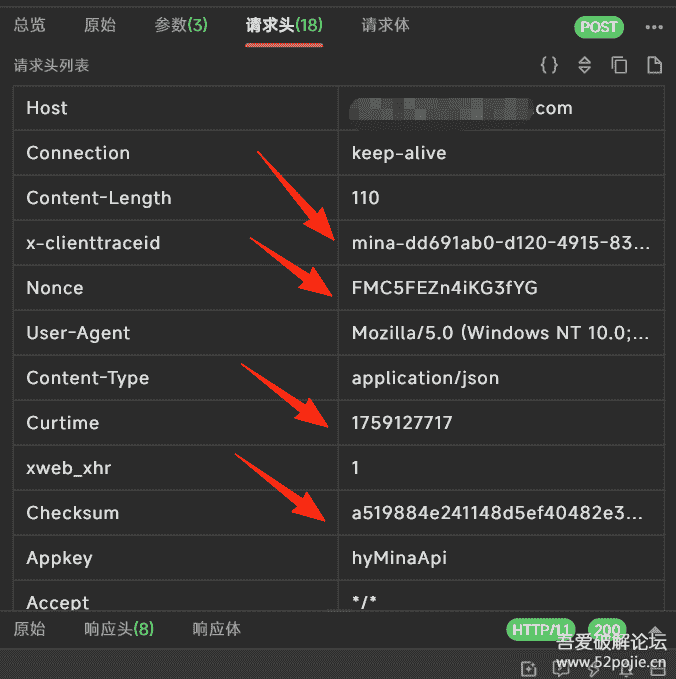 总览 原始 参数(3) 请求头(18) 请求体 POST
请求头列表
Host .com
Connection keep-alive
Content-Length 110
x-clienttraceid mina-dd691ab0-d120-4915-83...
Nonce FMC5FEZn4iKG3fYG
User-Agent Mozilla/5.0 (Windows NT 10.0;...
Content-Type application/json
Curtime 1759127717
xweb_xhr 1
Checksum a519884e241148d5ef40482e3...
Appkey hyMinaApi
Accept */*
原始 响应头(8) 响应体 HTTP/1.1 200
吾爱破解论坛
www.52pojie.cn